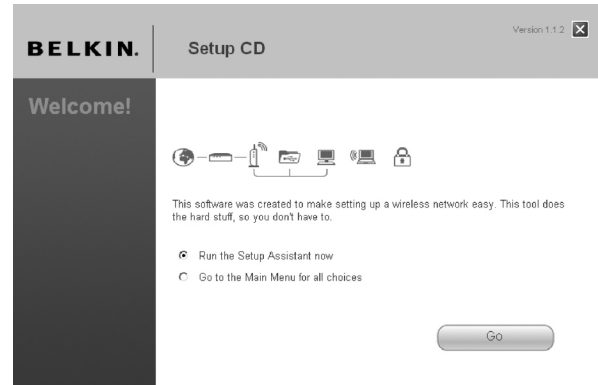 Version 1.1.2
BELKIN.
Setup CD
Welcome!
This software was created to make setting up a wireless network easy. This tool does
the hard stuff, so you don't have to.
Run the Setup Assistant now
Go to the Main Menu for all choices
Go